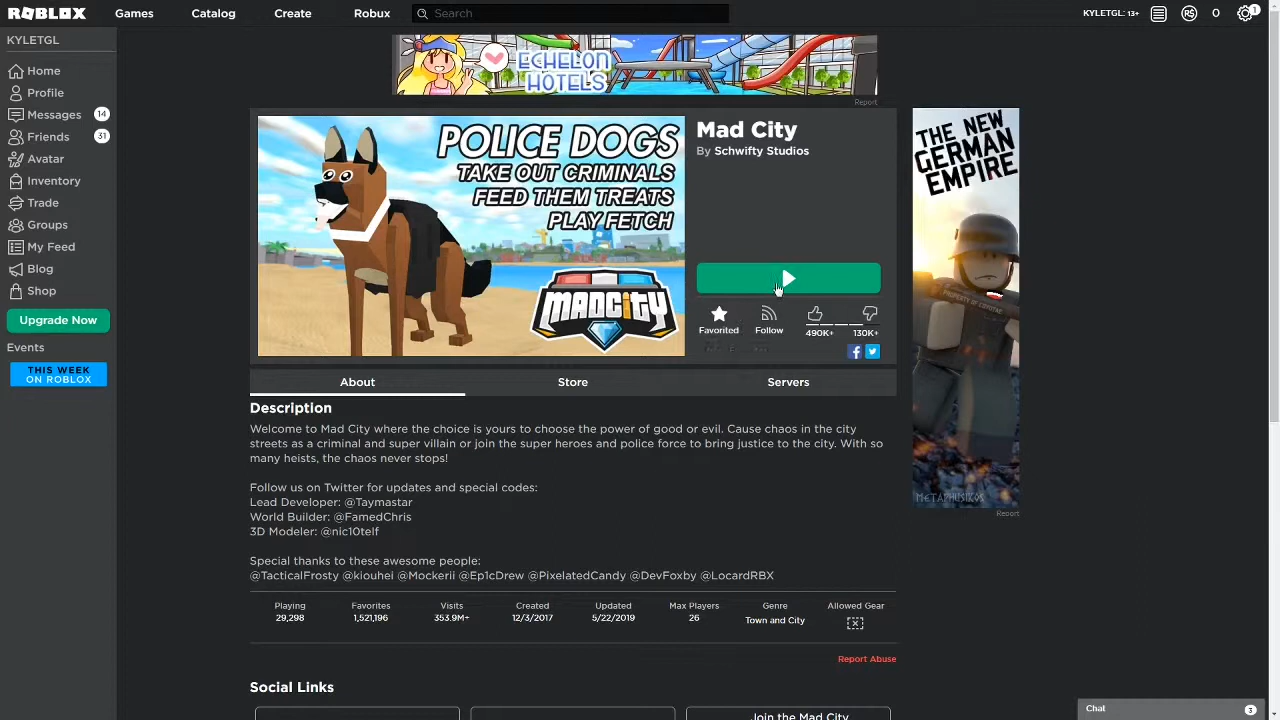 ROBLOX Games Catalog Create Robux Search KYLETGL: 13+ 0 1
KYLETGL
Home
Profile
Messages 14
Friends 31
Avatar
Inventory
Trade
Groups
My Feed
Blog
Shop
Upgrade Now
Events
THIS WEEK
ON ROBLOX
ECHELON
HOTELS
Report
POLICE DOGS
TAKE OUT CRIMINALS
FEED THEM TREATS
PLAY FETCH
MADCITY
Mad City
By Schwifty Studios
Favorited Follow 490K+ 130K+
THE NEW
GERMAN
EMPIRE
PROPERTY OF
METAPHUSIKOS
Report
About Store Servers
Description
Welcome to Mad City where the choice is yours to choose the power of good or evil. Cause chaos in the city
streets as a criminal and super villain or join the super heroes and police force to bring justice to the city. With so
many heists, the chaos never stops!
Follow us on Twitter for updates and special codes:
Lead Developer: @Taymastar
World Builder: @FamedChris
3D Modeler: @nic10telf
Special thanks to these awesome people:
@TacticalFrosty @kiouhei @Mockerii @Ep1cDrew @PixelatedCandy @DevFoxby @LocardRBX
Playing Favorites Visits Created Updated Max Players Genre Allowed Gear
29,298 1,521,196 353.9M+ 12/3/2017 5/22/2019 26 Town and City
Report Abuse
Social Links
Join the Mad City
Chat 3